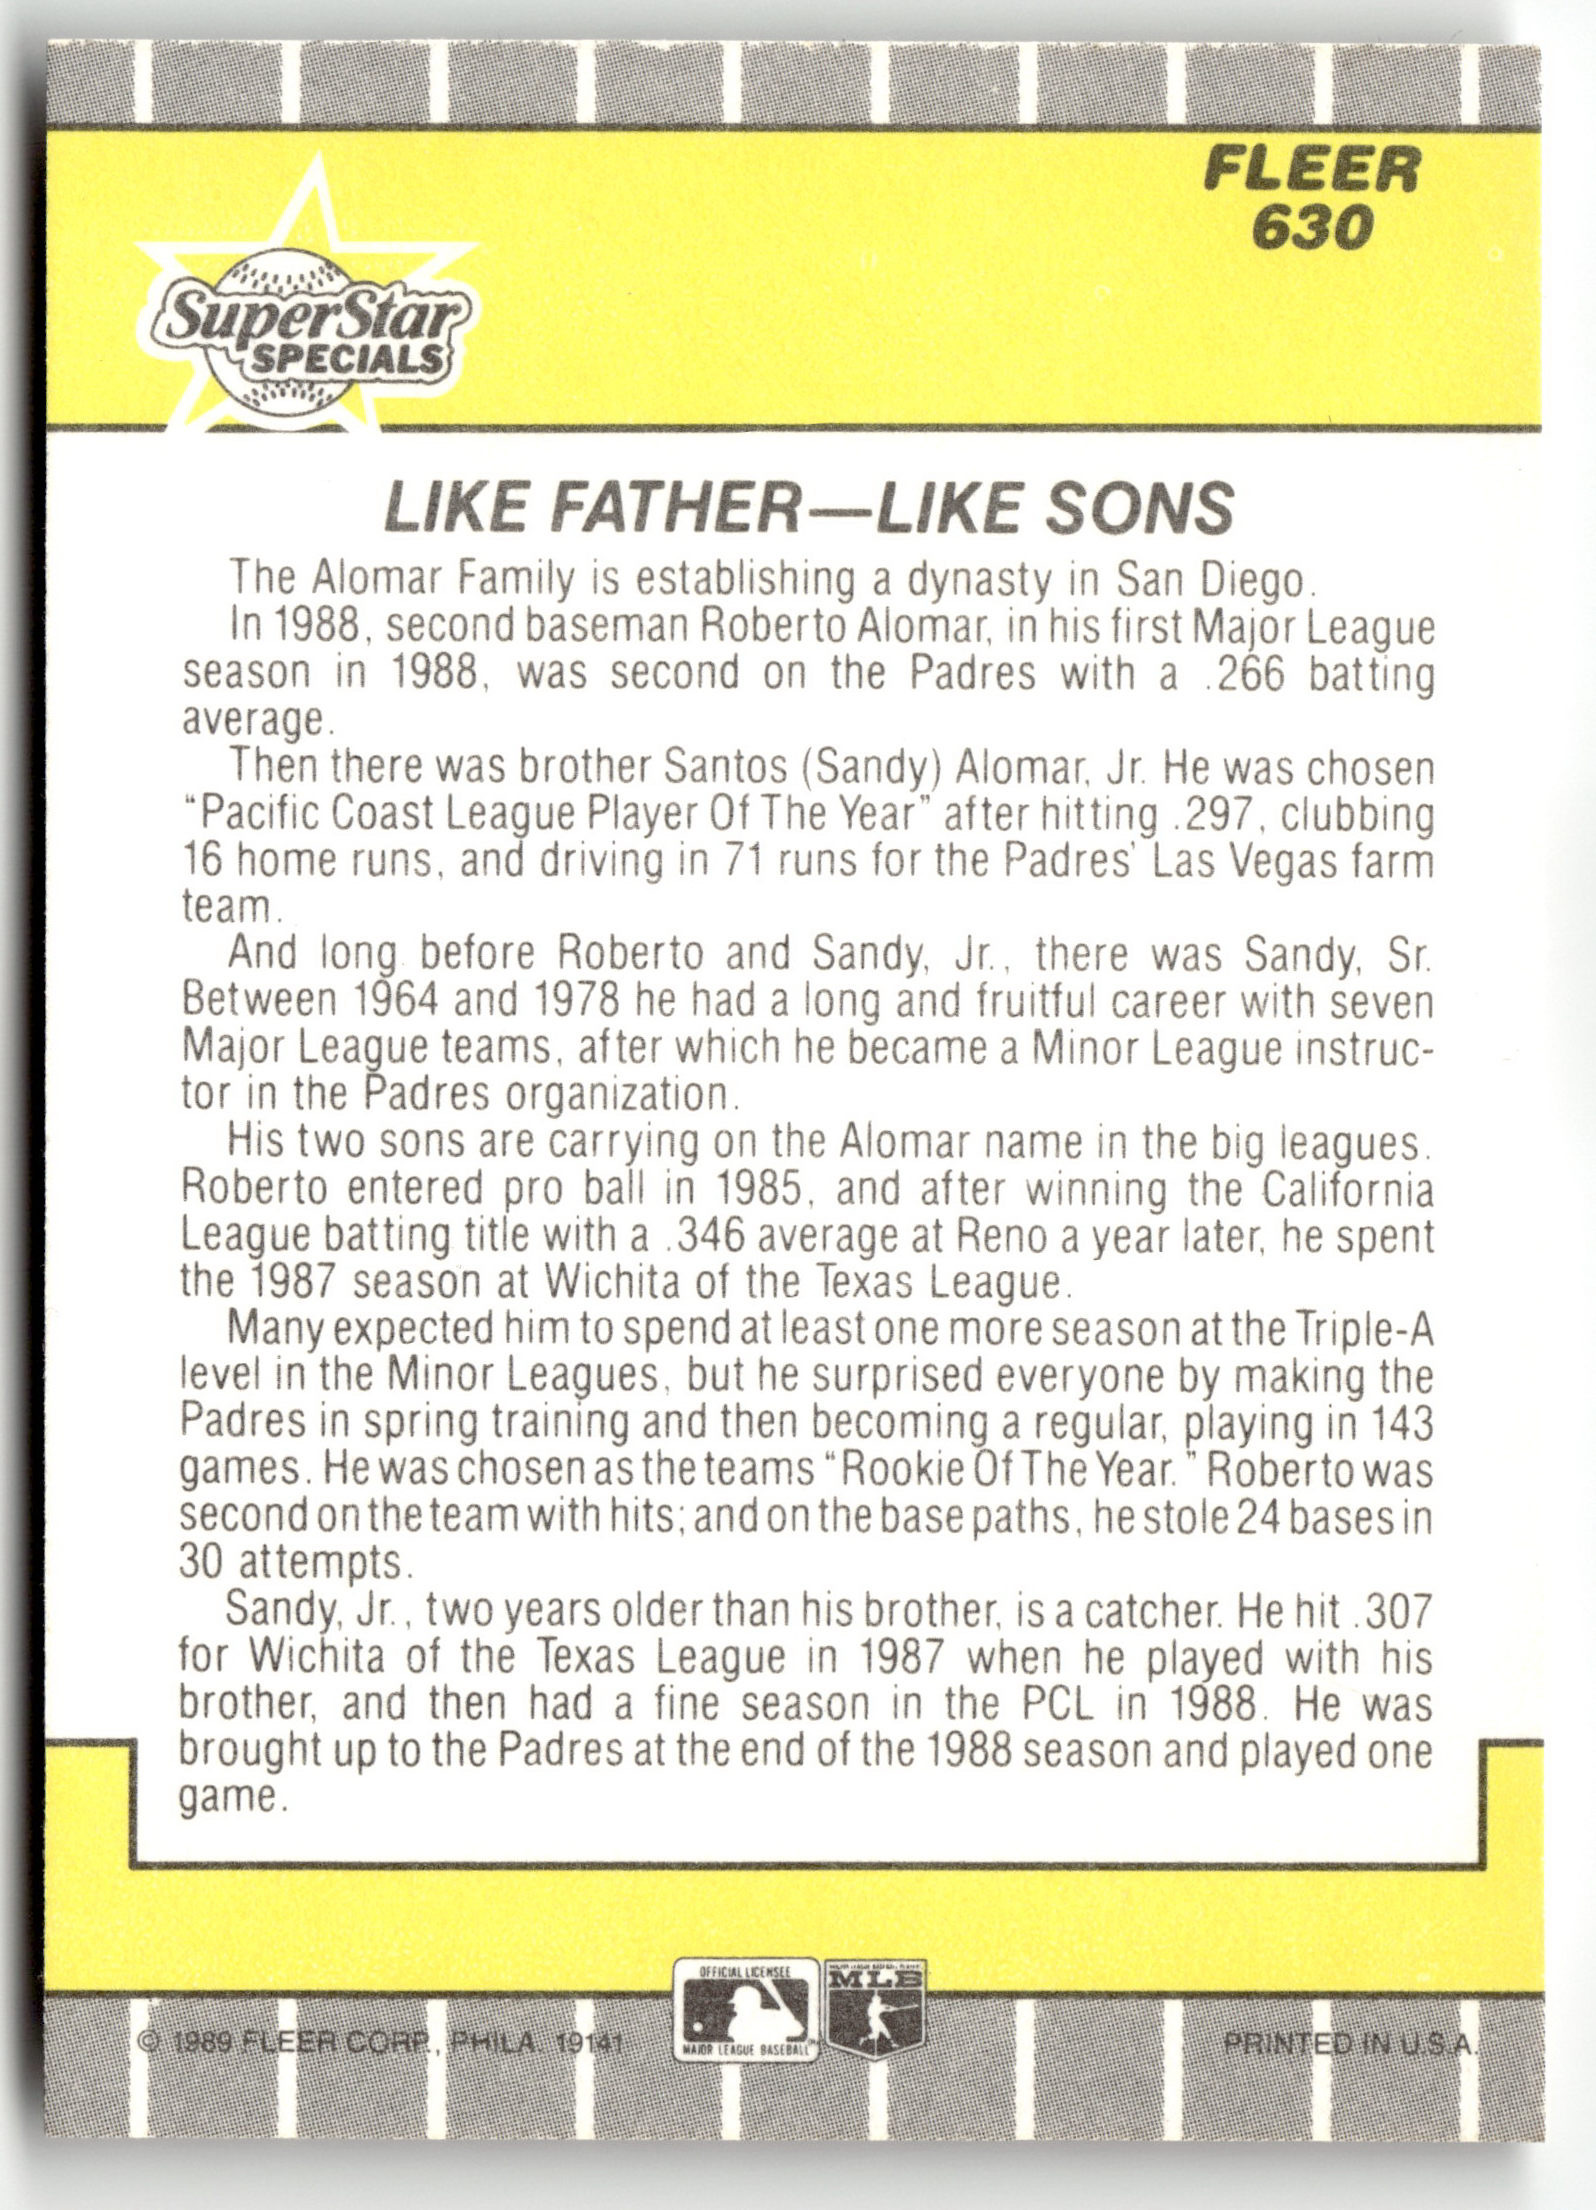 FLEER
630
SuperStar
SPECIALS
LIKE FATHER—LIKE SONS
The Alomar Family is establishing a dynasty in San Diego.
In 1988, second baseman Roberto Alomar, in his first Major League
season in 1988, was second on the Padres with a .266 batting
average.
Then there was brother Santos (Sandy) Alomar, Jr. He was chosen
“Pacific Coast League Player Of The Year” after hitting .297, clubbing
16 home runs, and driving in 71 runs for the Padres’ Las Vegas farm
team.
And long before Roberto and Sandy, Jr., there was Sandy, Sr.
Between 1964 and 1978 he had a long and fruitful career with seven
Major League teams, after which he became a Minor League instruc-
tor in the Padres organization.
His two sons are carrying on the Alomar name in the big leagues.
Roberto entered pro ball in 1985, and after winning the California
League batting title with a .346 average at Reno a year later, he spent
the 1987 season at Wichita of the Texas League.
Many expected him to spend at least one more season at the Triple-A
level in the Minor Leagues, but he surprised everyone by making the
Padres in spring training and then becoming a regular, playing in 143
games. He was chosen as the teams “Rookie Of The Year.” Roberto was
second on the team with hits; and on the base paths, he stole 24 bases in
30 attempts.
Sandy, Jr., two years older than his brother, is a catcher. He hit .307
for Wichita of the Texas League in 1987 when he played with his
brother, and then had a fine season in the PCL in 1988. He was
brought up to the Padres at the end of the 1988 season and played one
game.
OFFICIAL LICENSEE
MAJOR LEAGUE BASEBALL
MLB
© 1989 FLEER CORP., PHILA. 19141
PRINTED IN U.S.A.